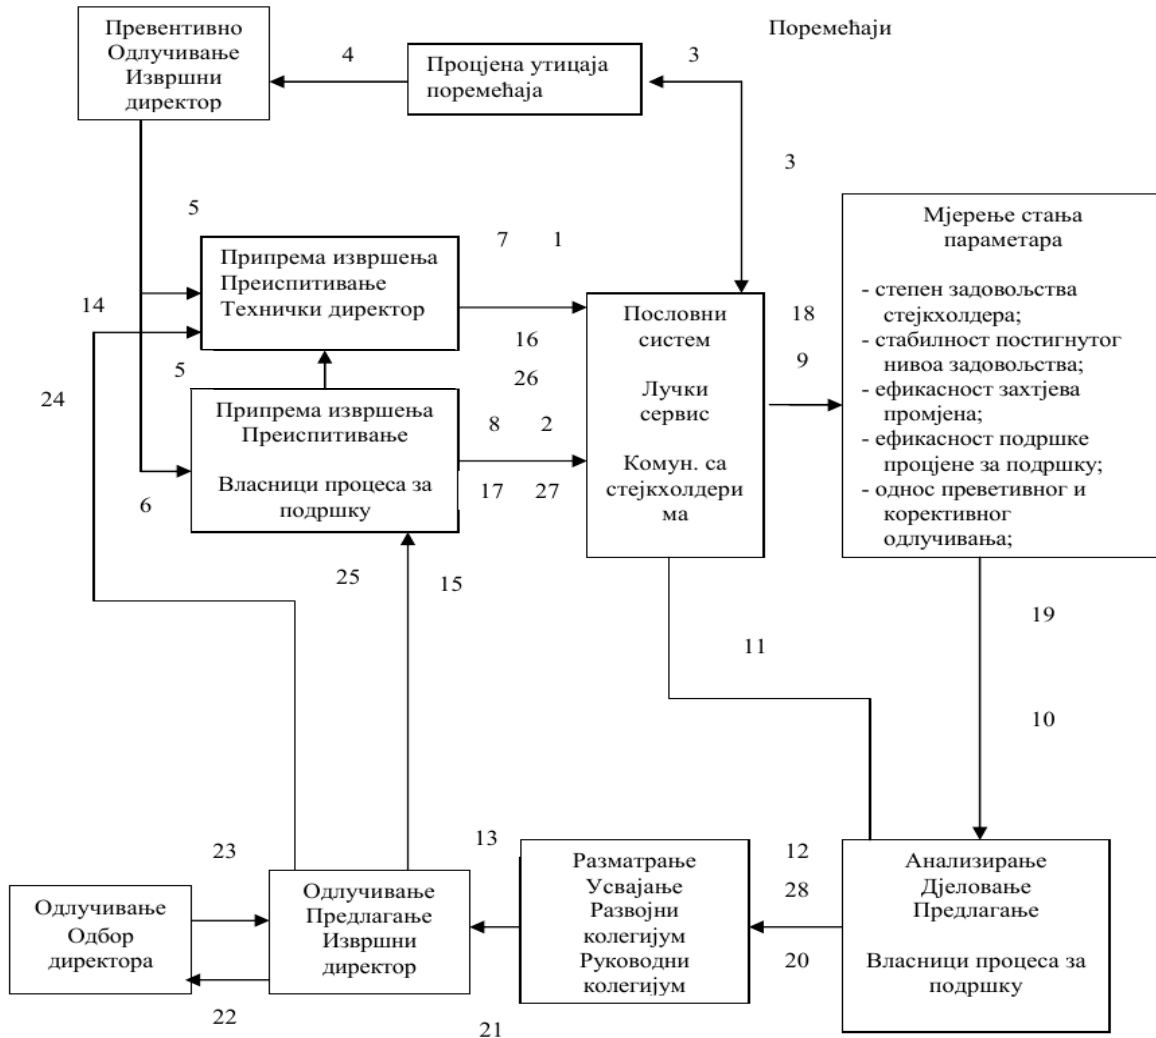 Превентивно
Одлучивање
Извршни
директор
4
Процјена утицаја
поремећаја
3
Поремећаји
3
5
7 1
Припрема извршења
Преиспитивање
Технички директор
14
16
26
5
24
Припрема извршења
Преиспитивање
Власници процеса за
подршку
8 2
17 27
6
Пословни
систем
Лучки
сервис
Комун. са
стејкхолдери
ма
18
9
Мјерење стања
параметара
- степен задовољства
стејкхолдера;
- стабилност постигнутог
нивоа задовољства;
- ефикасност захтјева
промјена;
- ефикасност подршке
процјене за подршку;
- однос преветивног и
корективног
одлучивања;
25
15
11
19
10
23
Одлучивање
Одбор
директора
22
Одлучивање
Предлагање
Извршни
директор
13
21
Разматрање
Усвајање
Развојни
колегијум
Руководни
колегијум
12
28
20
Анализирање
Дјеловање
Предлагање
Власници процеса за
подршку